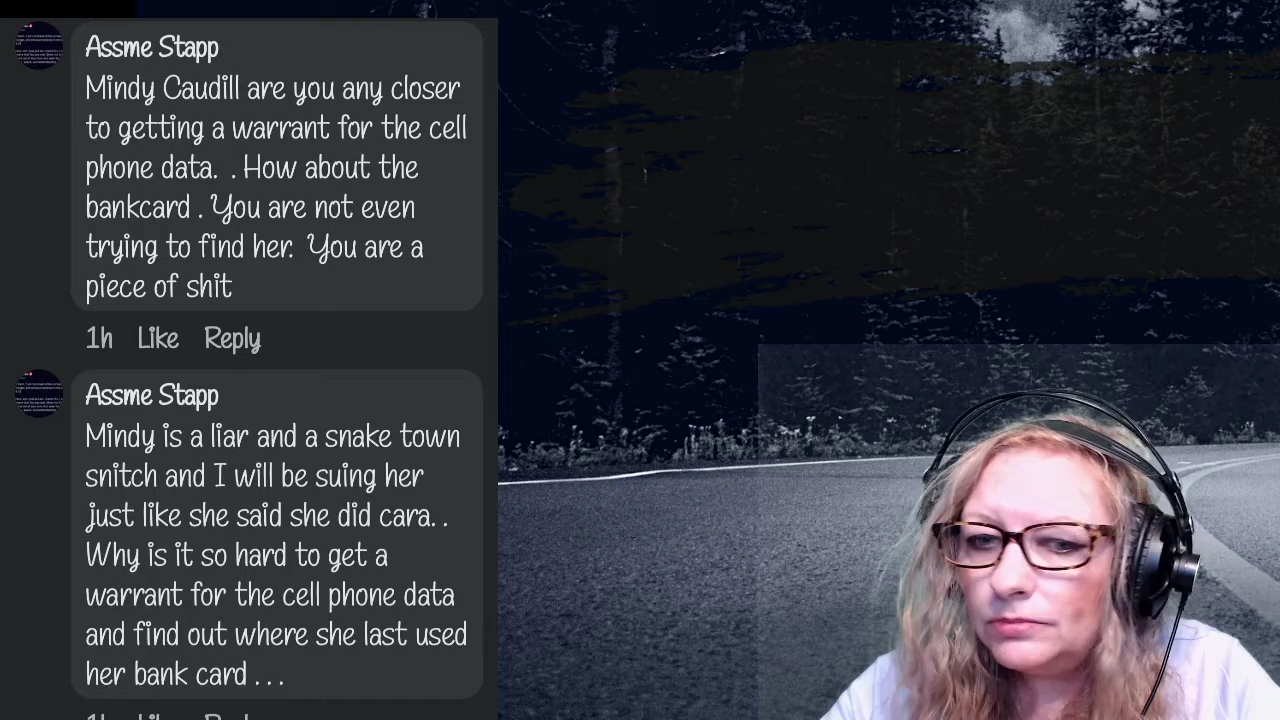 Assme Stapp
Mindy Caudill are you any closer
to getting a warrant for the cell
phone data. . How about the
bankcard . You are not even
trying to find her. You are a
piece of shit
1h Like Reply
Assme Stapp
Mindy is a liar and a snake town
snitch and I will be suing her
just like she said she did cara. .
Why is it so hard to get a
warrant for the cell phone data
and find out where she last used
her bank card . . .